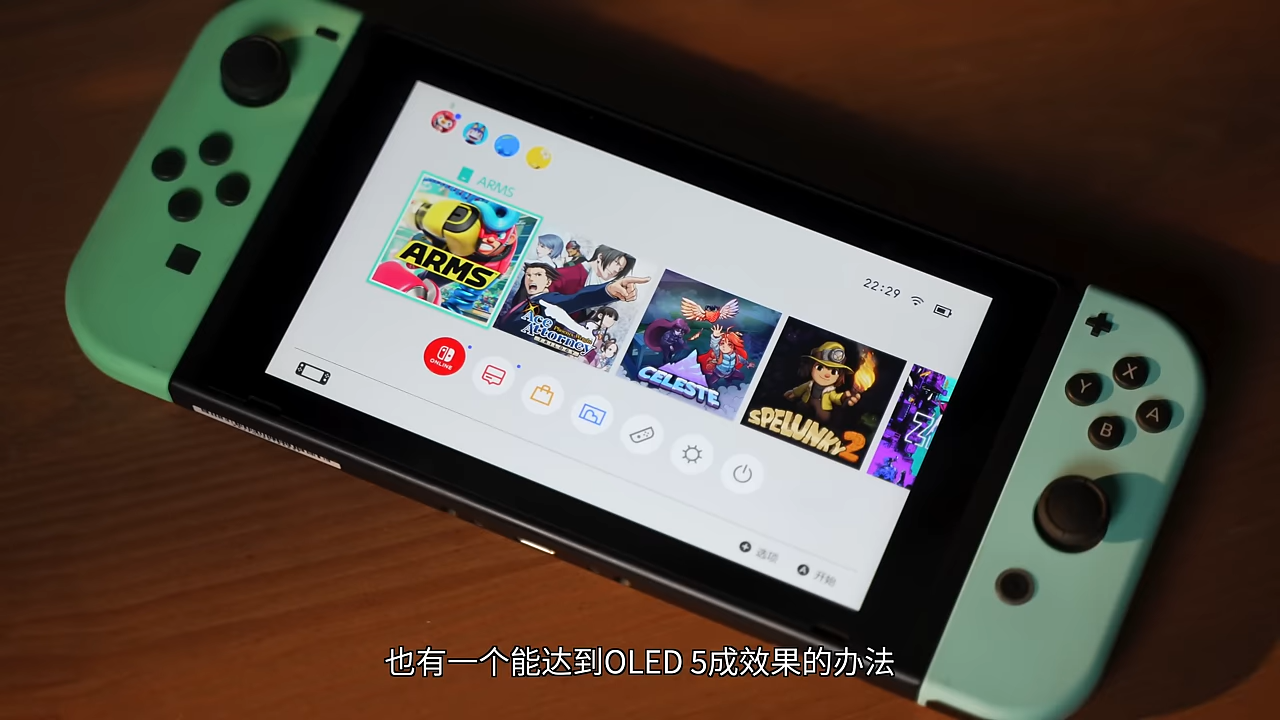 ARMS
ARMS
Ace
Attorney
CELESTE
SPELUNKY 2
22:29
ONLINE
选项
A 开始
X
Y
A
B
也有一个能达到OLED 5成效果的办法